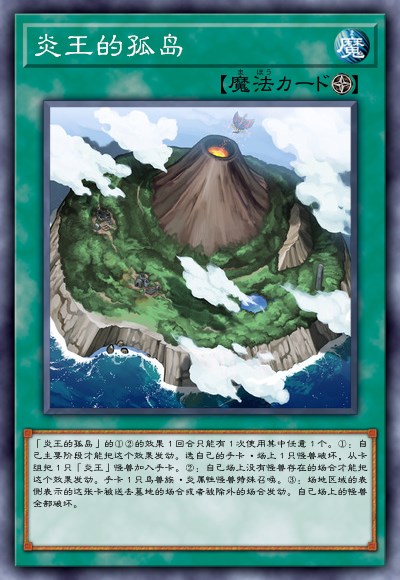 炎王的孤岛
魔
【魔法カード】
まほう
「炎王的孤岛」的①②的效果1回合只能有1次使用其中任意1个。①：自
己主要阶段才能把这个效果发动。选自己的手卡·场上1只怪兽破坏，从卡
组把1只「炎王」怪兽加入手卡。②：自己场上没有怪兽存在的场合才能把
这个效果发动。手卡1只鸟兽族·炎属性怪兽特殊召唤。③：场地区域的表
侧表示的这张卡被送去墓地的场合或者被除外的场合发动。自己场上的怪兽
全部破坏。